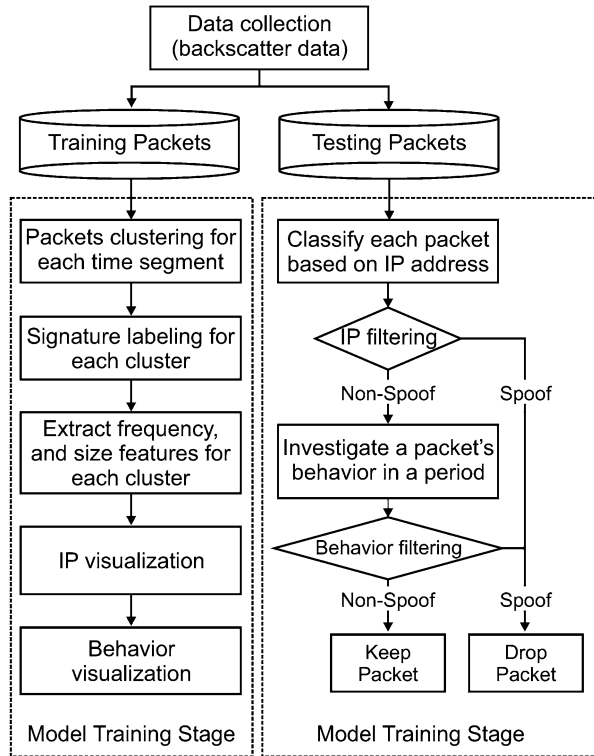 Data collection
(backscatter data)
Training Packets
Testing Packets
Packets clustering for
each time segment
Signature labeling for
each cluster
Extract frequency,
and size features for
each cluster
IP visualization
Behavior
visualization
Model Training Stage
Classify each packet
based on IP address
IP filtering
Non-Spoof
Spoof
Investigate a packet's
behavior in a period
Behavior filtering
Non-Spoof
Spoof
Keep
Packet
Drop
Packet
Model Training Stage